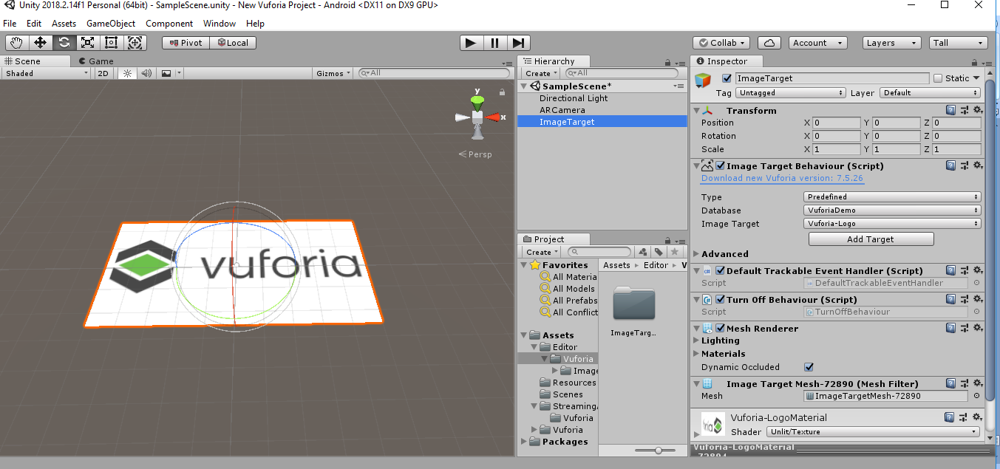 Unity 2018.2.14f1 Personal (64bit) - SampleScene.unity - New Vuforia Project - Android <DX11 on DX9 GPU>
File Edit Assets GameObject Component Window Help
Pivot Local Collab Account Layers Tall
Scene Game
Shaded 2D Gizmos All
y
x
Persp
vuforia
Hierarchy
Create All
SampleScene*
Directional Light
ARCamera
ImageTarget
Project
Create
Favorites
All Materia
All Models
All Prefabs
All Conflict
Assets
Editor
Vuforia
Image
Resources
Scenes
Streaming
Vuforia
Vuforia
Packages
Assets Editor V
ImageTarg...
Inspector
ImageTarget Static
Tag Untagged Layer Default
Transform
Position X 0 Y 0 Z 0
Rotation X 0 Y 0 Z 0
Scale X 1 Y 1 Z 1
Image Target Behaviour (Script)
Download new Vuforia version: 7.5.26
Type Predefined
Database VuforiaDemo
Image Target Vuforia-Logo
Add Target
Advanced
Default Trackable Event Handler (Script)
Script DefaultTrackableEventHandler
Turn Off Behaviour (Script)
Script TurnOffBehaviour
Mesh Renderer
Lighting
Materials
Dynamic Occluded
Image Target Mesh-72890 (Mesh Filter)
Mesh ImageTargetMesh-72890
Vuforia-LogoMaterial
Shader Unlit/Texture
Vuforia-LogoMaterial